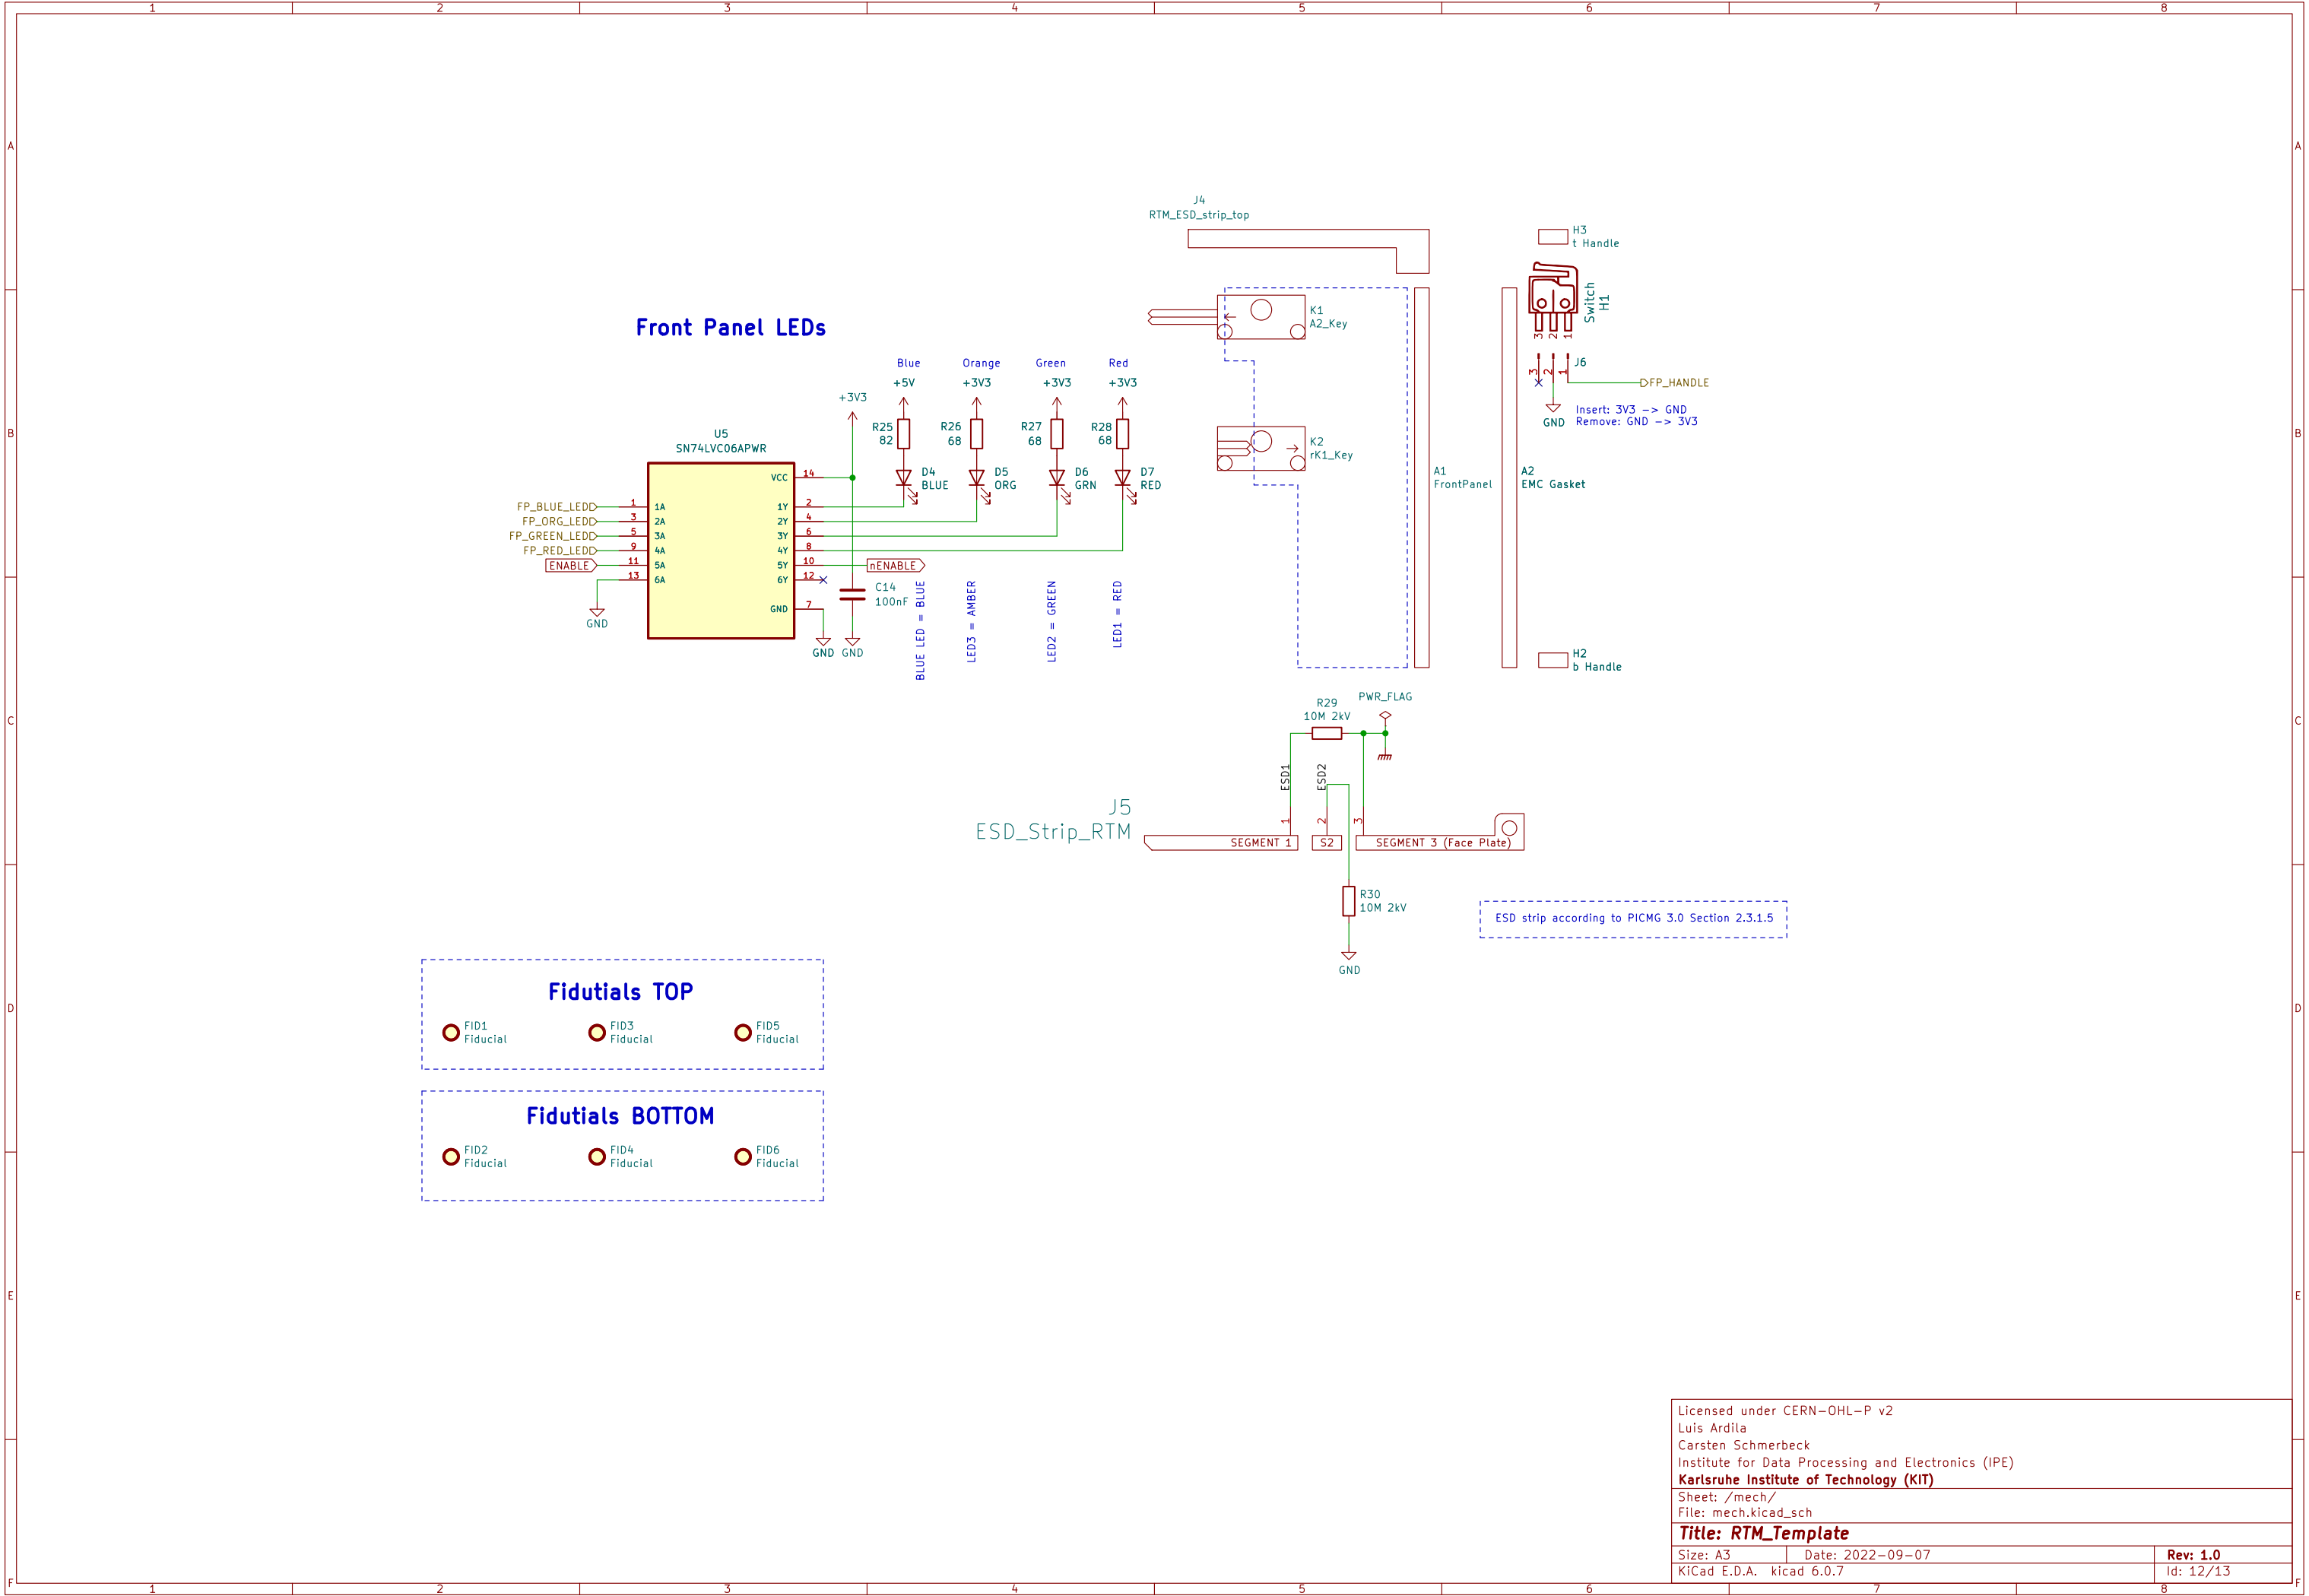 1 2 3 4 5 6 7 8
A A
B B
C C
D D
E E
F F
J4
RTM_ESD_strip_top
H3
t Handle
Switch
H1
3 2 1
J6
3 2 1
FP_HANDLE
GND
Insert: 3V3 -> GND
Remove: GND -> 3V3
K1
A2_Key
K2
rK1_Key
A1
FrontPanel
A2
EMC Gasket
H2
b Handle
Front Panel LEDs
Blue Orange Green Red
+5V +3V3 +3V3 +3V3
+3V3
R25
82
R26
68
R27
68
R28
68
D4
BLUE
D5
ORG
D6
GRN
D7
RED
U5
SN74LVC06APWR
VCC 14
FP_BLUE_LED 1 1A 1Y 2
FP_ORG_LED 3 2A 2Y 4
FP_GREEN_LED 5 3A 3Y 6
FP_RED_LED 9 4A 4Y 8
ENABLE 11 5A 5Y 10 nENABLE
13 6A 6Y 12
GND 7
GND
GND
GND
C14
100nF
BLUE LED = BLUE
LED3 = AMBER
LED2 = GREEN
LED1 = RED
PWR_FLAG
R29
10M 2kV
ESD1
ESD2
J5
ESD_Strip_RTM
1 2 3
SEGMENT 1
S2
SEGMENT 3 (Face Plate)
R30
10M 2kV
GND
ESD strip according to PICMG 3.0 Section 2.3.1.5
Fidutials TOP
FID1
Fiducial
FID3
Fiducial
FID5
Fiducial
Fidutials BOTTOM
FID2
Fiducial
FID4
Fiducial
FID6
Fiducial
Licensed under CERN-OHL-P v2
Luis Ardila
Carsten Schmerbeck
Institute for Data Processing and Electronics (IPE)
Karlsruhe Institute of Technology (KIT)
Sheet: /mech/
File: mech.kicad_sch
Title: RTM_Template
Size: A3 Date: 2022-09-07 Rev: 1.0
KiCad E.D.A. kicad 6.0.7 Id: 12/13
1 2 3 4 5 6 7 8